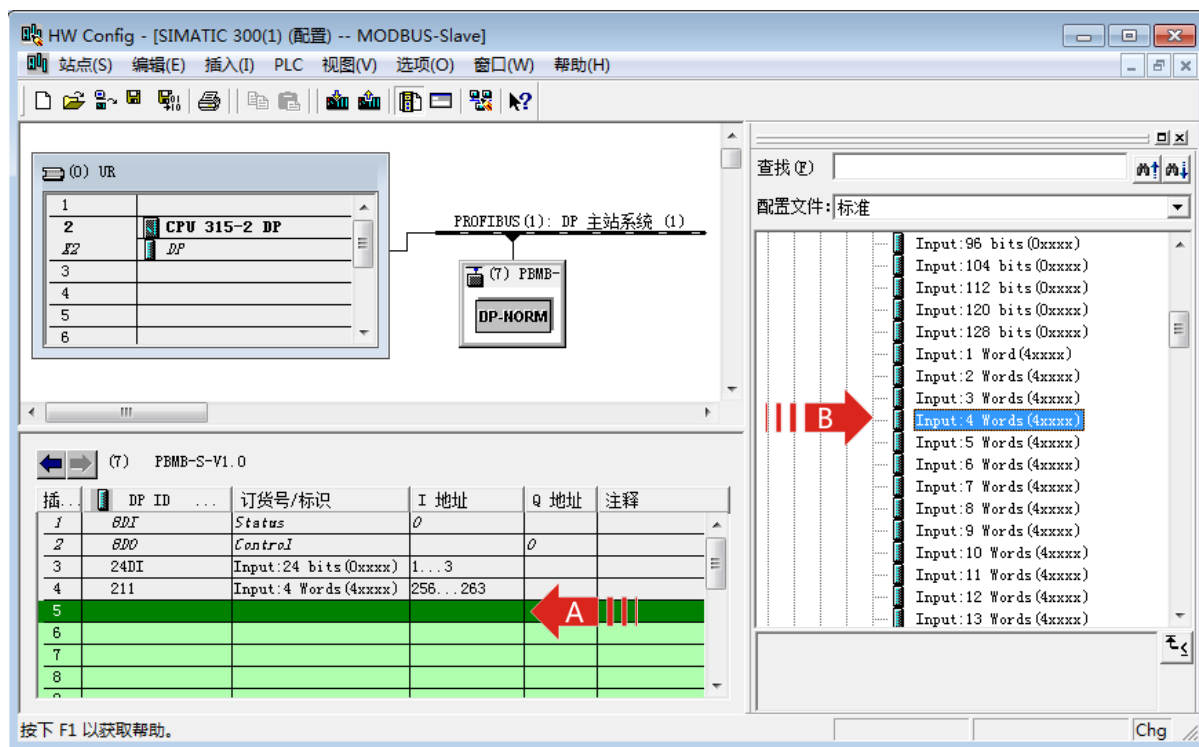 HW Config - [SIMATIC 300(1) (配置) -- MODBUS-Slave]
站点(S) 编辑(E) 插入(I) PLC 视图(V) 选项(O) 窗口(W) 帮助(H)
(0) UR
1
2 CPU 315-2 DP
X2 DP
3
4
5
6
PROFIBUS(1): DP 主站系统 (1)
(7) PBMB-
DP-NORM
(7) PBMB-S-V1.0
插... DP ID ... 订货号/标识 I 地址 Q 地址 注释
1 8DI Status 0
2 8DO Control 0
3 24DI Input:24 bits(0xxxx) 1...3
4 211 Input:4 Words(4xxxx) 256...263
5
6
7
8
A
查找(F)
配置文件: 标准
Input:96 bits(0xxxx)
Input:104 bits(0xxxx)
Input:112 bits(0xxxx)
Input:120 bits(0xxxx)
Input:128 bits(0xxxx)
Input:1 Word(4xxxx)
Input:2 Words(4xxxx)
Input:3 Words(4xxxx)
Input:4 Words(4xxxx)
Input:5 Words(4xxxx)
Input:6 Words(4xxxx)
Input:7 Words(4xxxx)
Input:8 Words(4xxxx)
Input:9 Words(4xxxx)
Input:10 Words(4xxxx)
Input:11 Words(4xxxx)
Input:12 Words(4xxxx)
Input:13 Words(4xxxx)
B
按下 F1 以获取帮助。
Chg